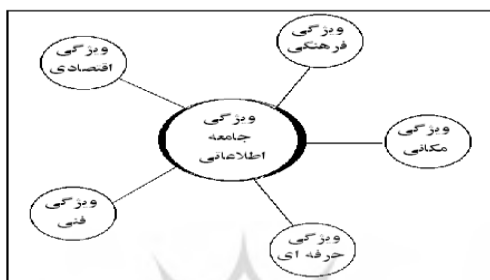 ویژگی
فرهنگی
ویژگی
اقتصادی
ویژگی
جامعه
اطلاعاتی
ویژگی
مکانی
ویژگی
فنی
ویژگی
حرفه ای